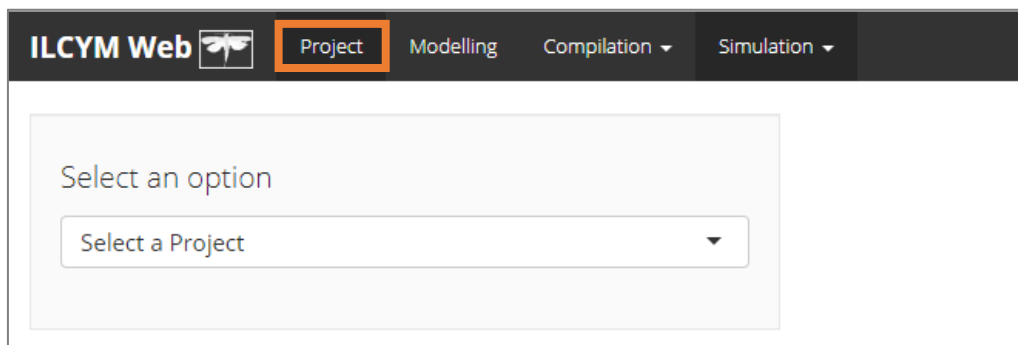 ILCYM Web Project Modelling Compilation Simulation
Select an option
Select a Project